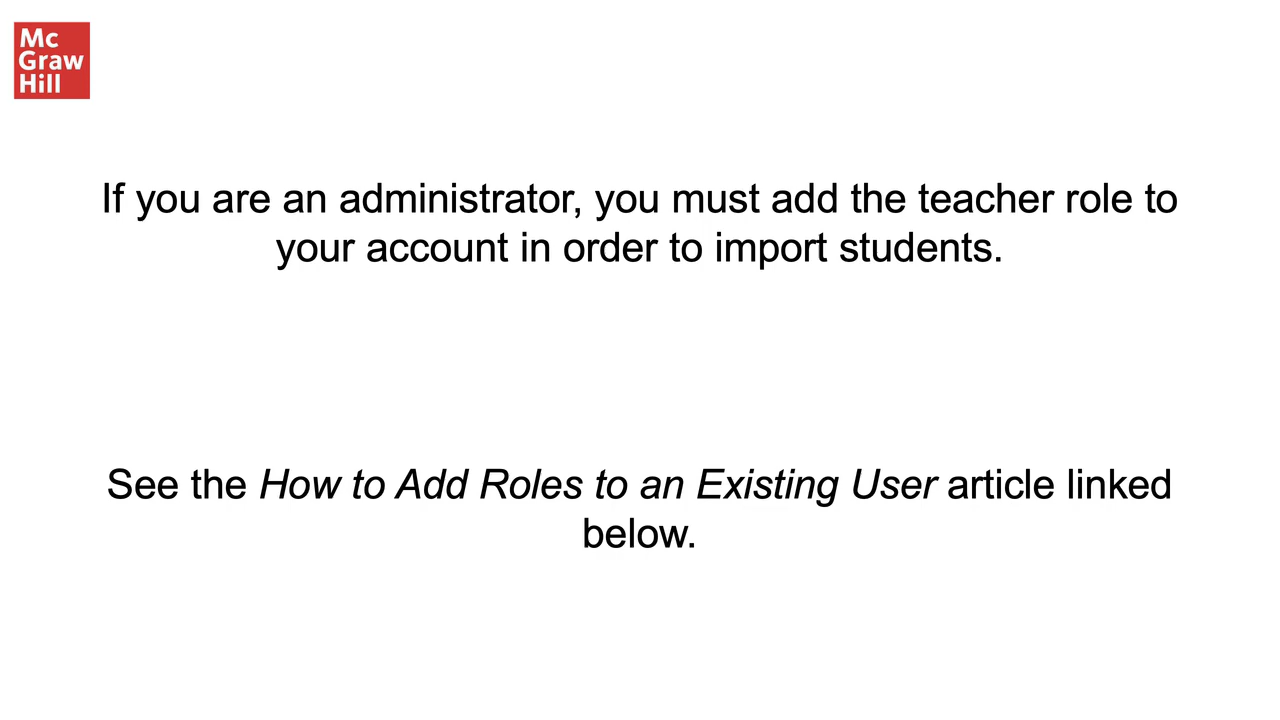 Mc
Graw
Hill
If you are an administrator, you must add the teacher role to
your account in order to import students.
See the How to Add Roles to an Existing User article linked
below.